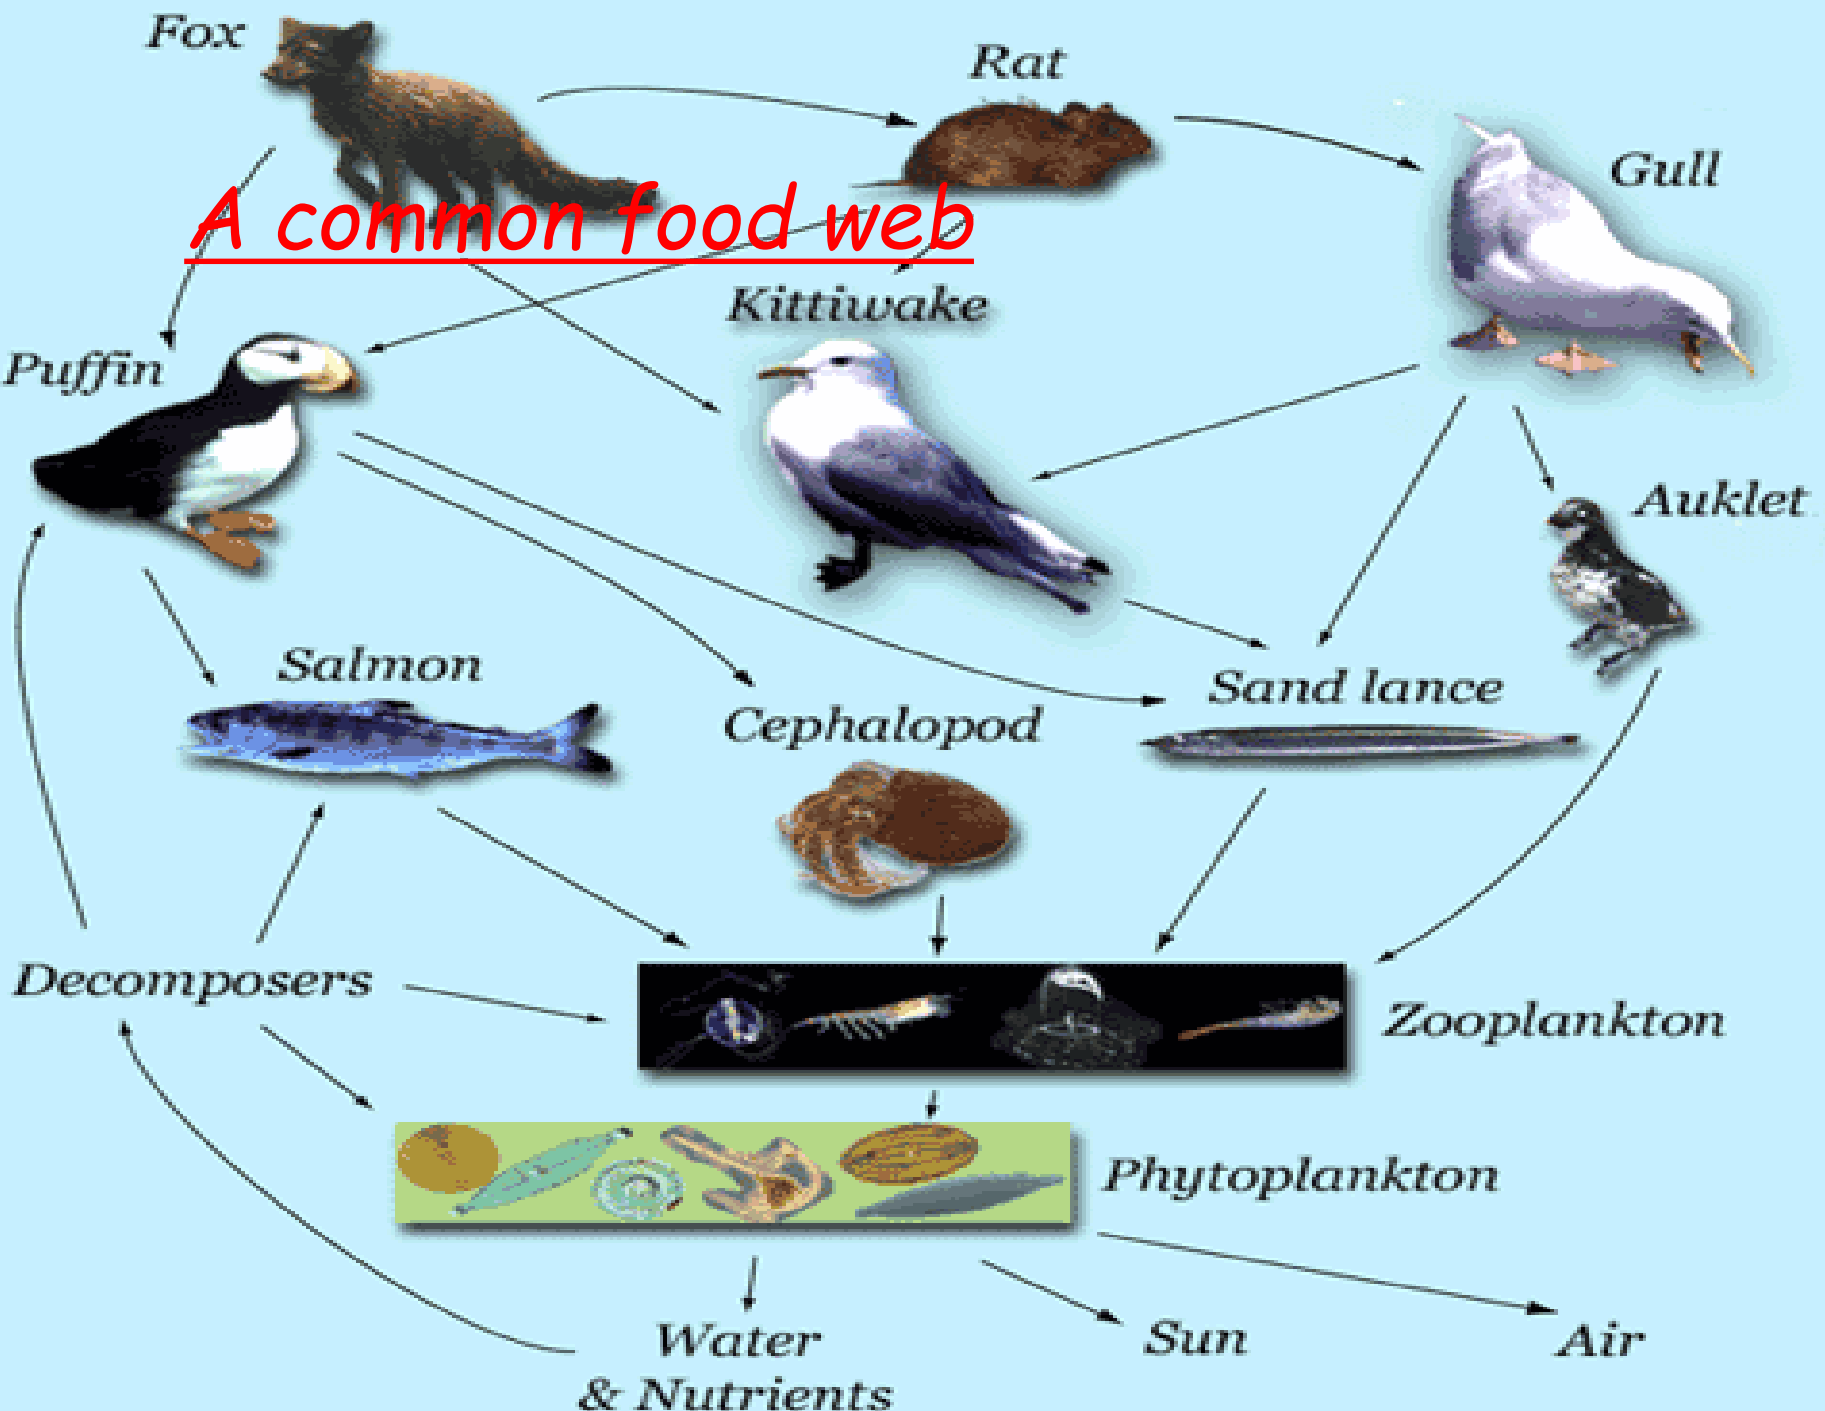 Fox
Rat
Gull
A common food web
Kittiwake
Puffin
Auklet
Salmon
Sand lance
Cephalopod
Decomposers
Zooplankton
Phytoplankton
Water
& Nutrients
Sun
Air